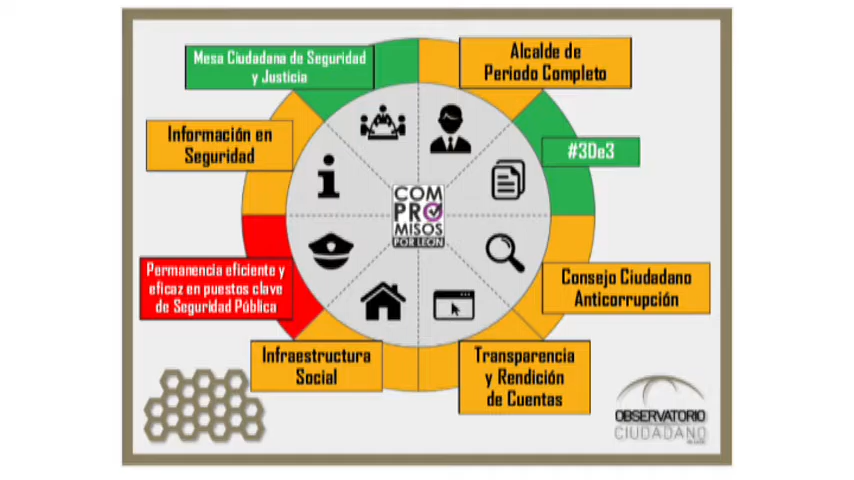 Mesa Ciudadana de Seguridad
y Justicia
Alcalde de
Periodo Completo
Información en
Seguridad
#3De3
COM
PRO
MISOS
POR LEÓN
Permanencia eficiente y
eficaz en puestos clave
de Seguridad Pública
Consejo Ciudadano
Anticorrupción
Infraestructura
Social
Transparencia
y Rendición
de Cuentas
OBSERVATORIO
CIUDADANO